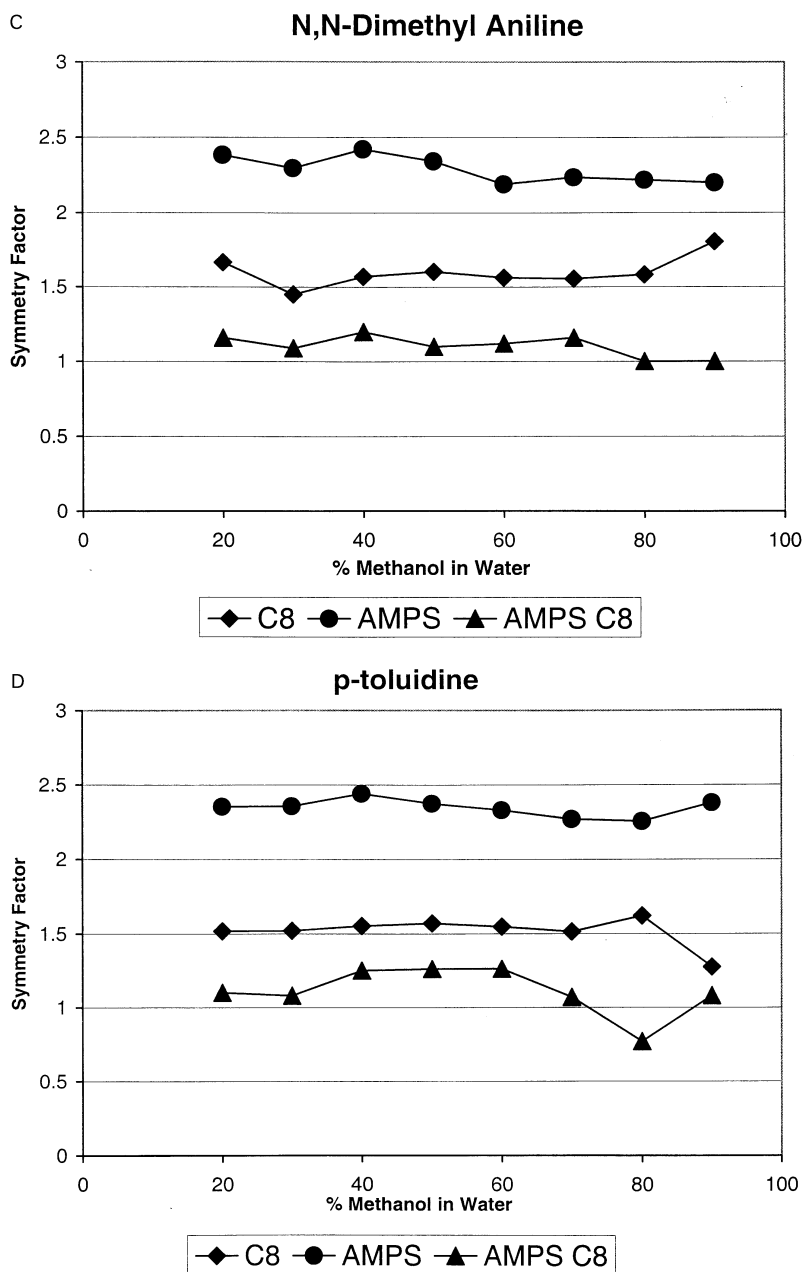 C
N,N-Dimethyl Aniline
3
2.5
2
1.5
1
0.5
0
Symmetry Factor
0 20 40 60 80 100
% Methanol in Water
C8 AMPS AMPS C8
D
p-toluidine
3
2.5
2
1.5
1
0.5
0
Symmetry Factor
0 20 40 60 80 100
% Methanol in Water
C8 AMPS AMPS C8